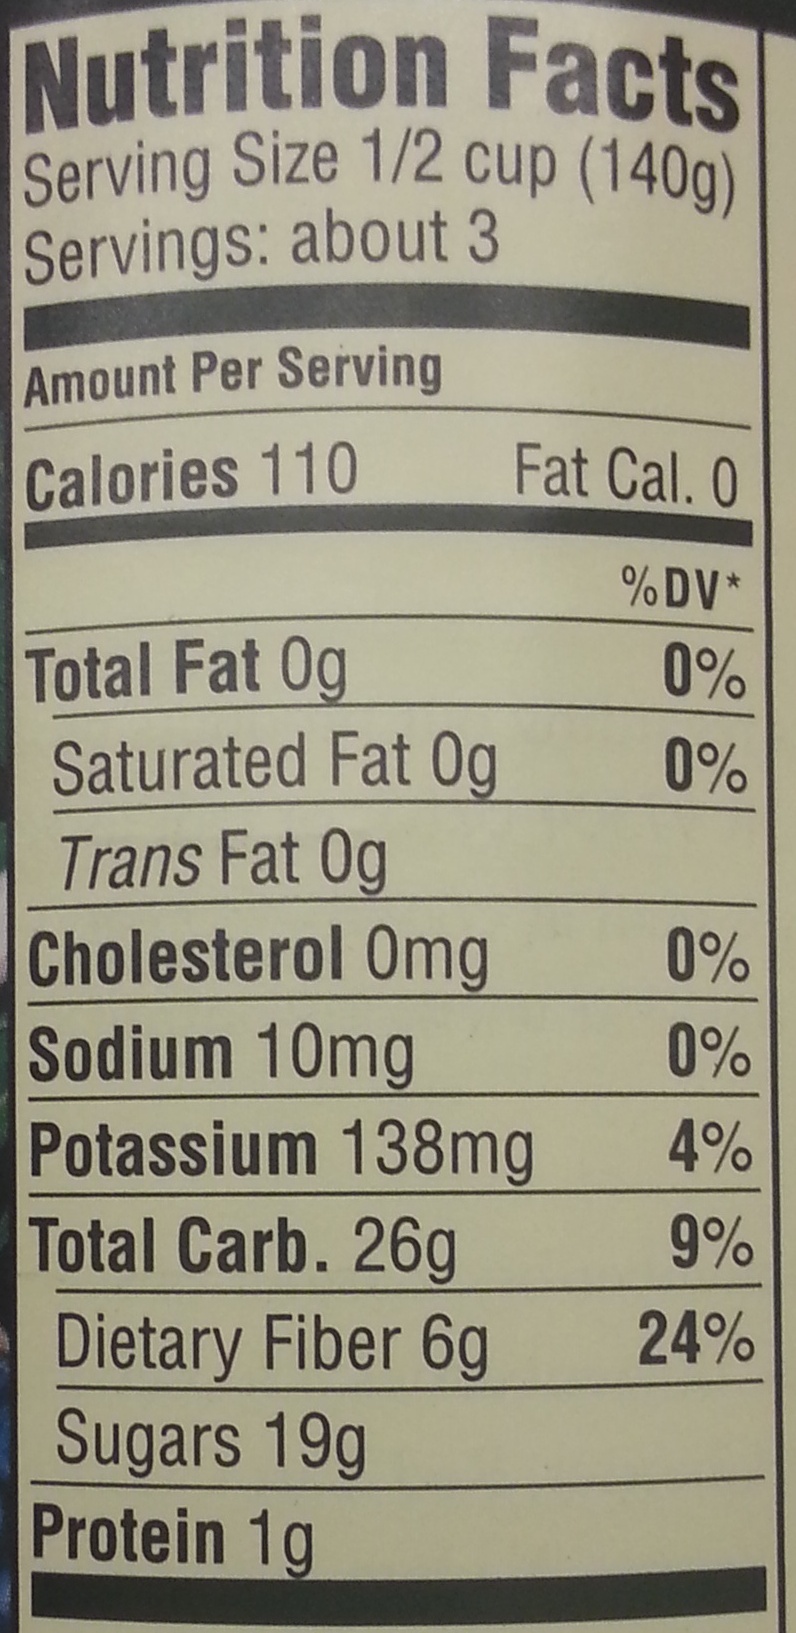 Nutrition Facts
Serving Size 1/2 cup (140g)
Servings: about 3
Amount Per Serving
Calories 110 Fat Cal. 0
%DV*
Total Fat 0g 0%
Saturated Fat 0g 0%
Trans Fat 0g
Cholesterol 0mg 0%
Sodium 10mg 0%
Potassium 138mg 4%
Total Carb. 26g 9%
Dietary Fiber 6g 24%
Sugars 19g
Protein 1g